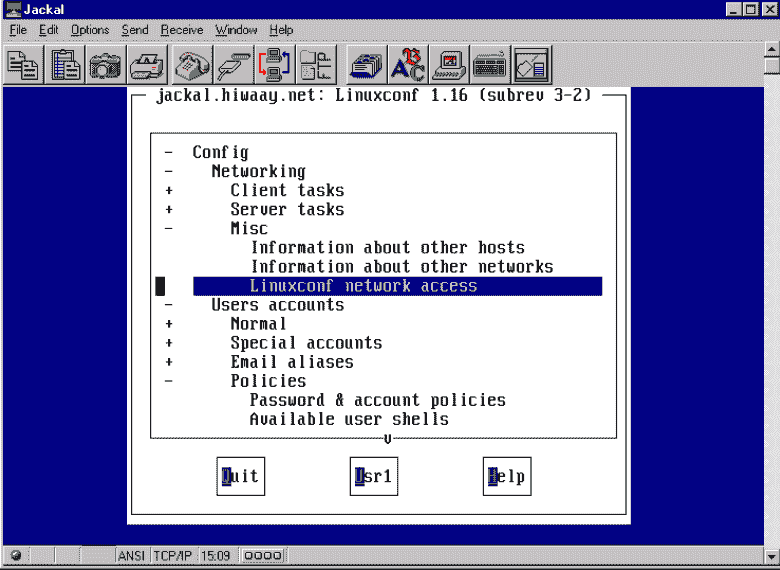 Jackal
File Edit Options Send Receive Window Help
jackal.hiwaay.net: Linuxconf 1.16 (subrev 3-2)
- Config
- Networking
+ Client tasks
+ Server tasks
- Misc
Information about other hosts
Information about other networks
Linuxconf network access
- Users accounts
+ Normal
+ Special accounts
+ Email aliases
- Policies
Password & account policies
Available user shells
v
Quit Usr1 Help
ANSI TCP/IP 15:09